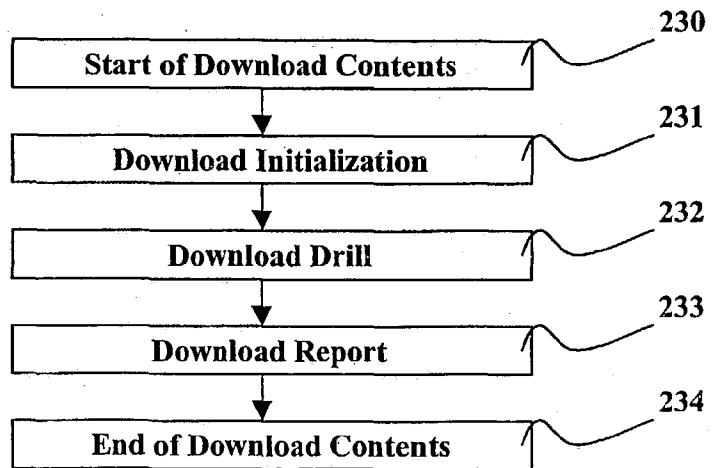 230
Start of Download Contents
231
Download Initialization
232
Download Drill
233
Download Report
234
End of Download Contents